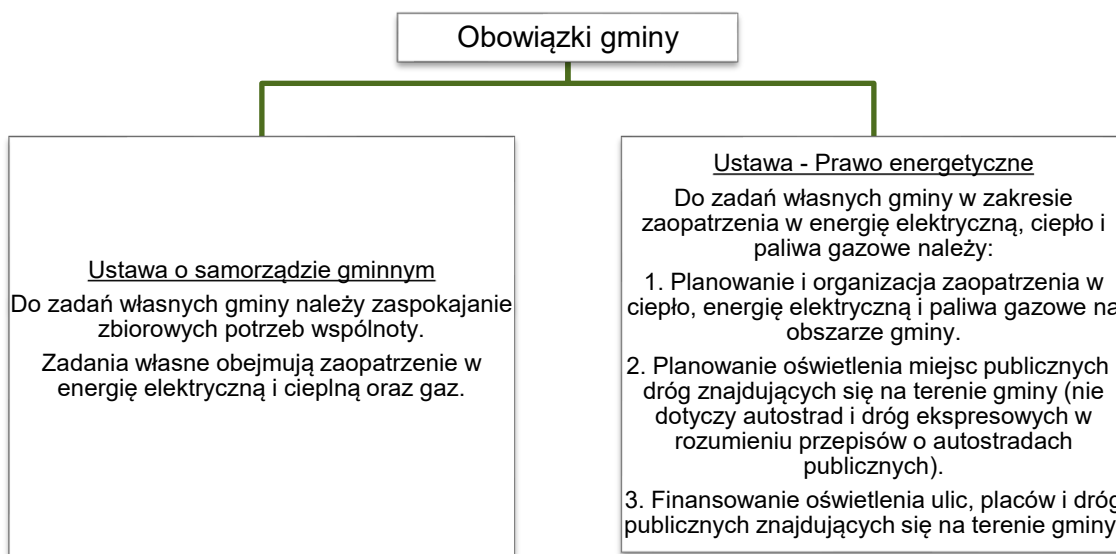 Obowiązki gminy
Ustawa o samorządzie gminnym
Do zadań własnych gminy należy zaspokajanie
zbiorowych potrzeb wspólnoty.
Zadania własne obejmują zaopatrzenie w
energię elektryczną i cieplną oraz gaz.
Ustawa - Prawo energetyczne
Do zadań własnych gminy w zakresie
zaopatrzenia w energię elektryczną, ciepło i
paliwa gazowe należy:
1. Planowanie i organizacja zaopatrzenia w
ciepło, energię elektryczną i paliwa gazowe na
obszarze gminy.
2. Planowanie oświetlenia miejsc publicznych
dróg znajdujących się na terenie gminy (nie
dotyczy autostrad i dróg ekspresowych w
rozumieniu przepisów o autostradach
publicznych).
3. Finansowanie oświetlenia ulic, placów i dróg
publicznych znajdujących się na terenie gminy